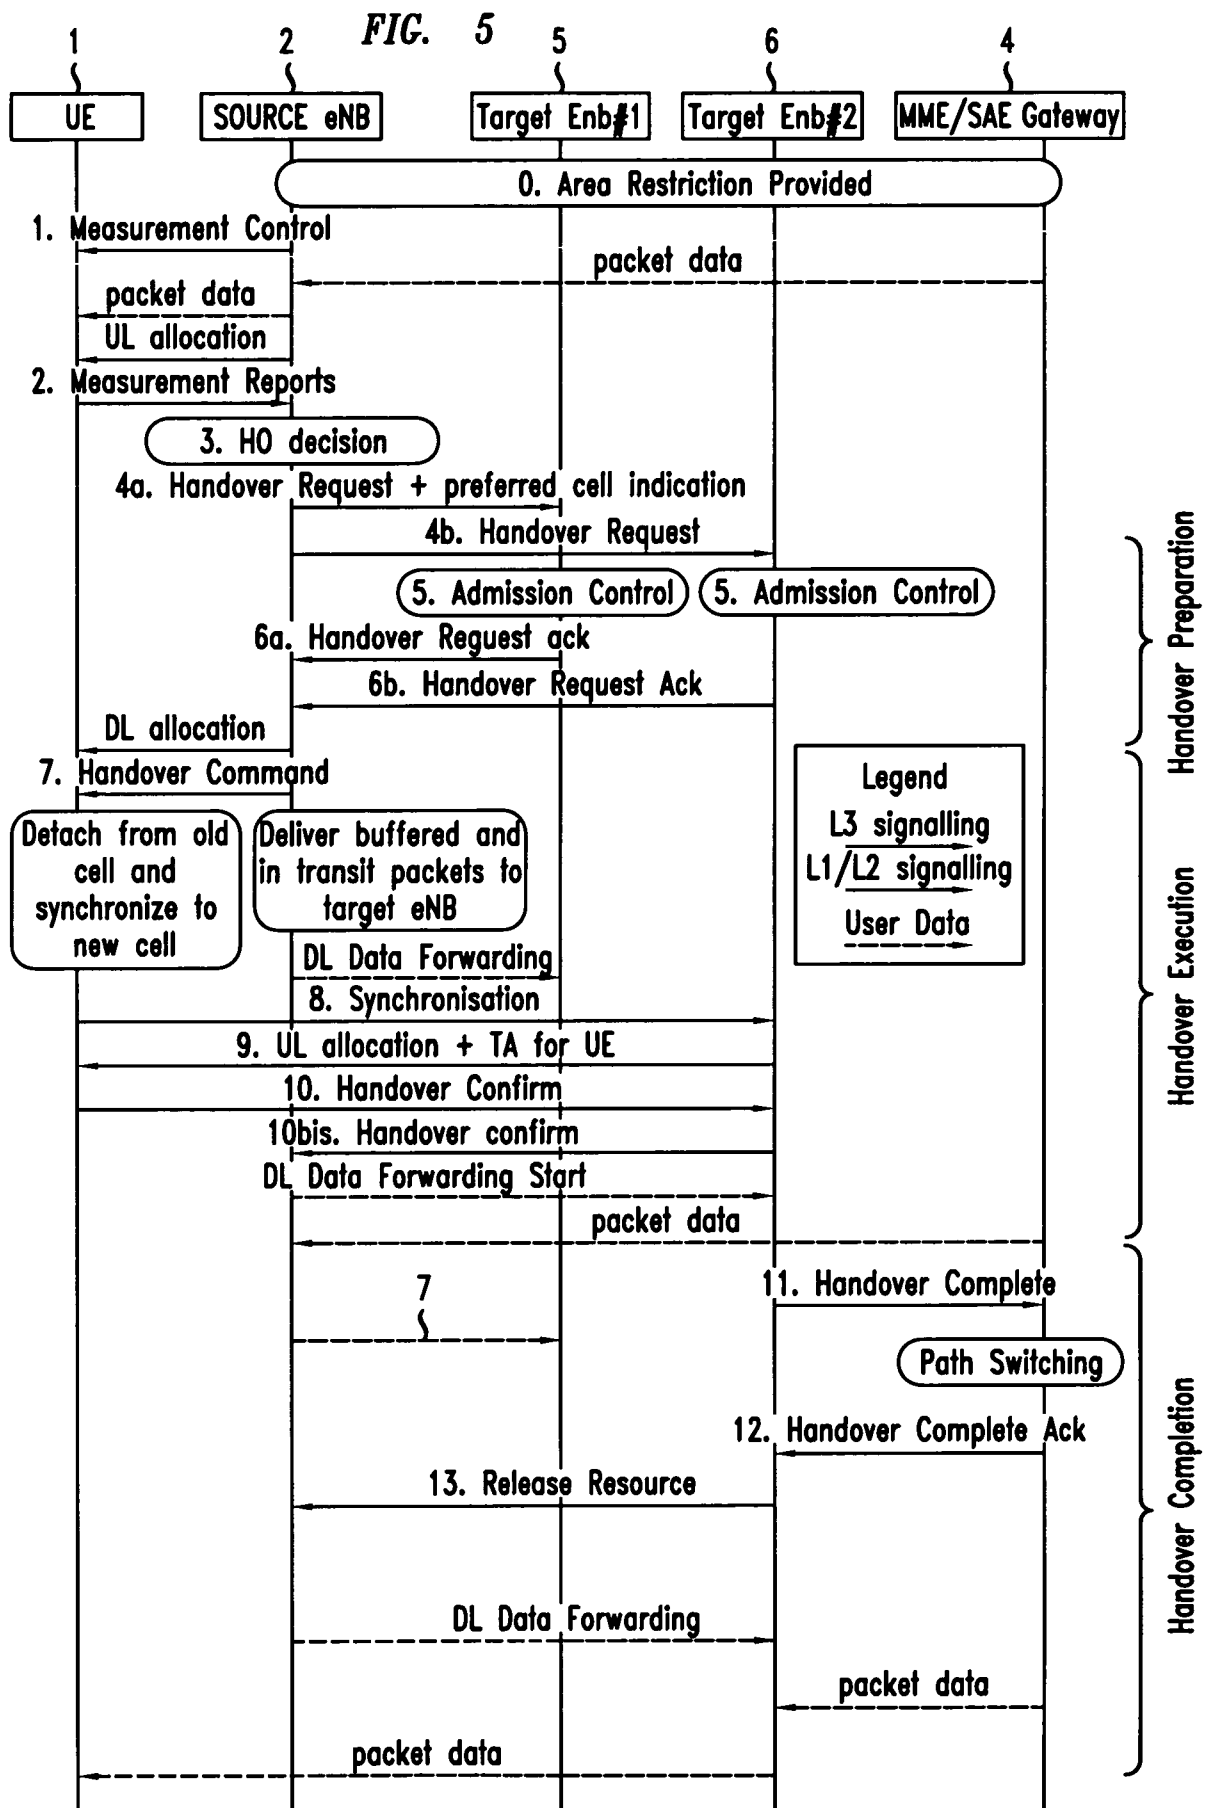 FIG. 5
1
2
5
6
4
UE
SOURCE eNB
Target Enb#1
Target Enb#2
MME/SAE Gateway
0. Area Restriction Provided
1. Measurement Control
packet data
packet data
UL allocation
2. Measurement Reports
3. HO decision
4a. Handover Request + preferred cell indication
4b. Handover Request
5. Admission Control
5. Admission Control
6a. Handover Reguest ack
6b. Handover Request Ack
Handover Preparation
DL allocation
7. Handover Command
Detach from old
cell and
synchronize to
new cell
Deliver buffered and
in transit packets to
target eNB
Legend
L3 signalling
L1/L2 signalling
User Data
DL Data Forwarding
8. Synchronisation
9. UL allocation + TA for UE
10. Handover Confirm
10bis. Handover confirm
DL Data Forwarding Start
packet data
Handover Execution
11. Handover Complete
7
Path Switching
12. Handover Complete Ack
13. Release Resource
DL Data Forwarding
packet data
packet data
Handover Completion